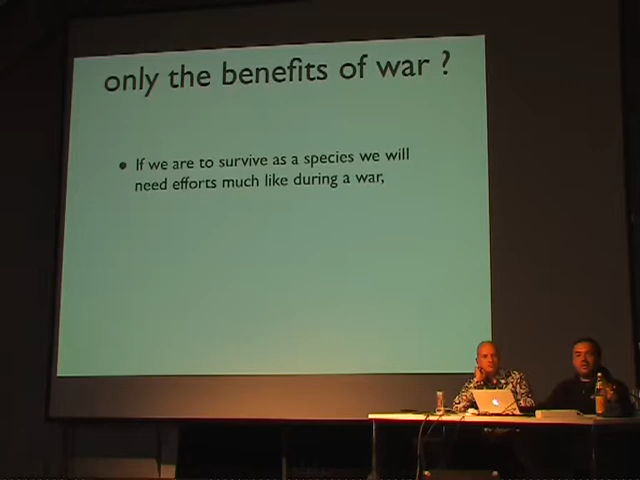 only the benefits of war ?
• If we are to survive as a species we will
need efforts much like during a war,